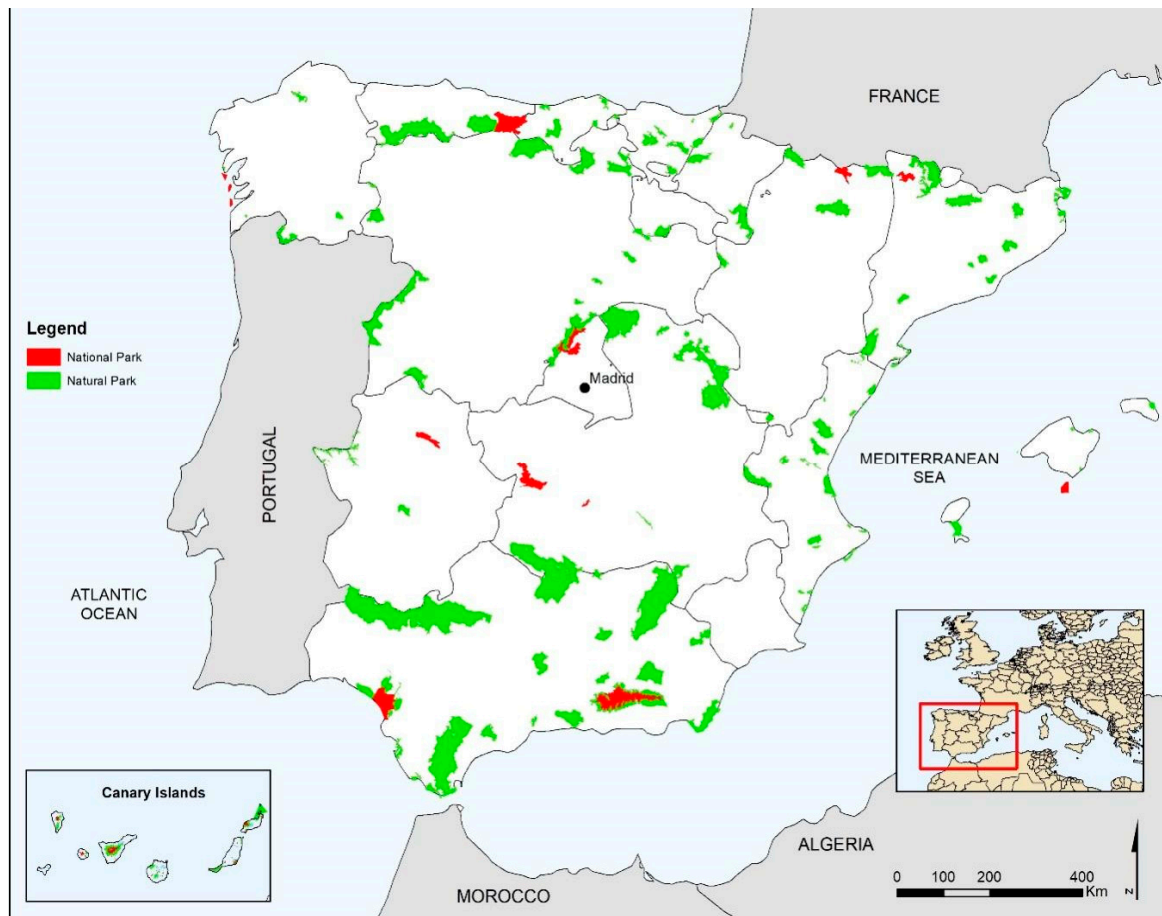 FRANCE
Legend
National Park
Natural Park
Madrid
PORTUGAL
MEDITERRANEAN
SEA
ATLANTIC
OCEAN
Canary Islands
ALGERIA
MOROCCO
0 100 200 400
Km
N